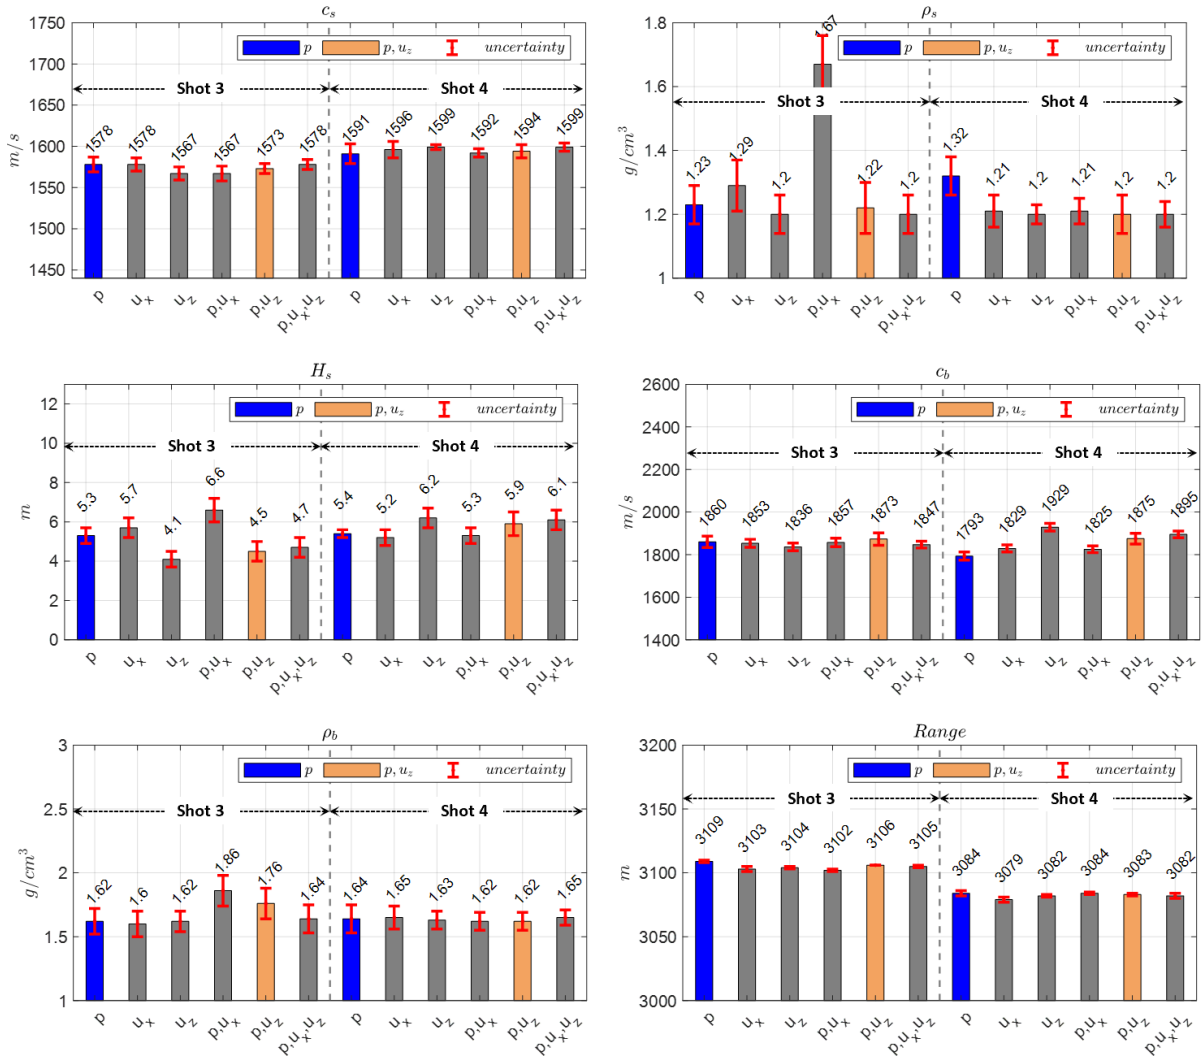 c_s
1750
1700
1650
1600
1550
1500
1450
m/s
p
p, u_z
uncertainty
Shot 3
Shot 4
1578
1578
1567
1567
1573
1578
1591
1596
1599
1592
1594
1599
p
u_x
u_z
p,u_x
p,u_z
p,u_x,u_z
p
u_x
u_z
p,u_x
p,u_z
p,u_x,u_z
ρ_s
1.8
1.6
1.4
1.2
1
g/cm^3
p
p, u_z
uncertainty
Shot 3
Shot 4
1.23
1.29
1.2
1.67
1.22
1.2
1.32
1.21
1.2
1.21
1.2
1.2
p
u_x
u_z
p,u_x
p,u_z
p,u_x,u_z
p
u_x
u_z
p,u_x
p,u_z
p,u_x,u_z
H_s
12
10
8
6
4
2
0
m
p
p, u_z
uncertainty
Shot 3
Shot 4
5.3
5.7
4.1
6.6
4.5
4.7
5.4
5.2
6.2
5.3
5.9
6.1
p
u_x
u_z
p,u_x
p,u_z
p,u_x,u_z
p
u_x
u_z
p,u_x
p,u_z
p,u_x,u_z
c_b
2600
2400
2200
2000
1800
1600
1400
m/s
p
p, u_z
uncertainty
Shot 3
Shot 4
1860
1853
1836
1857
1873
1847
1793
1829
1929
1825
1875
1895
p
u_x
u_z
p,u_x
p,u_z
p,u_x,u_z
p
u_x
u_z
p,u_x
p,u_z
p,u_x,u_z
ρ_b
3
2.5
2
1.5
1
g/cm^3
p
p, u_z
uncertainty
Shot 3
Shot 4
1.62
1.6
1.62
1.86
1.76
1.64
1.64
1.65
1.63
1.62
1.62
1.65
p
u_x
u_z
p,u_x
p,u_z
p,u_x,u_z
p
u_x
u_z
p,u_x
p,u_z
p,u_x,u_z
Range
3200
3150
3100
3050
3000
m
p
p, u_z
uncertainty
Shot 3
Shot 4
3109
3103
3104
3102
3106
3105
3084
3079
3082
3084
3083
3082
p
u_x
u_z
p,u_x
p,u_z
p,u_x,u_z
p
u_x
u_z
p,u_x
p,u_z
p,u_x,u_z